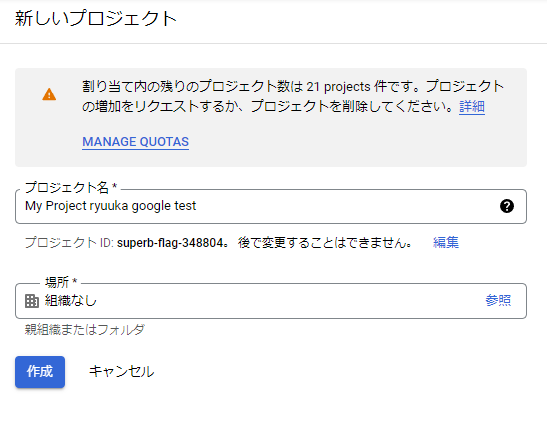 新しいプロジェクト
割り当て内の残りのプロジェクト数は 21 projects 件です。プロジェクト
の増加をリクエストするか、プロジェクトを削除してください。詳細
MANAGE QUOTAS
プロジェクト名 *
My Project ryuuka google test
プロジェクト ID: superb-flag-348804。 後で変更することはできません。 編集
場所 *
組織なし 参照
親組織またはフォルダ
作成 キャンセル